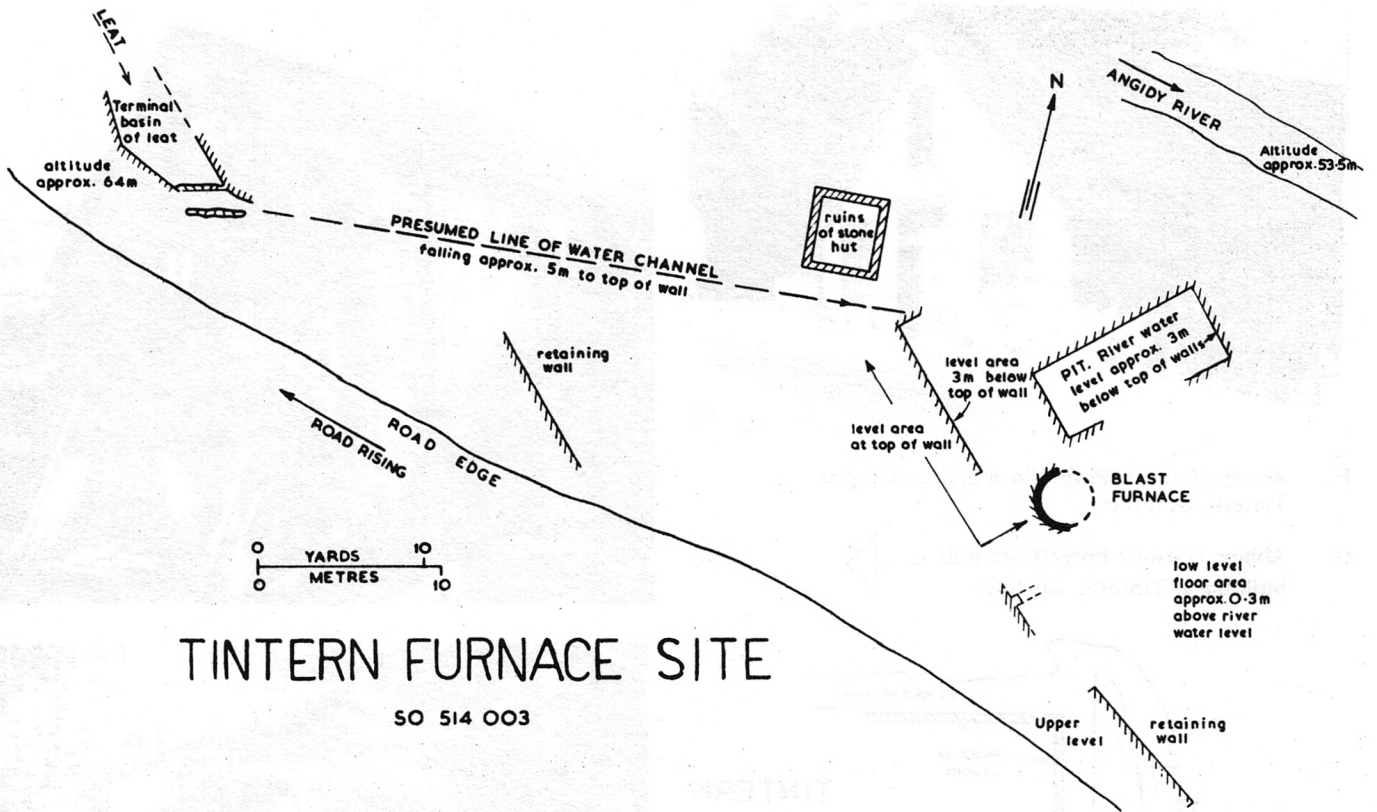 LEAT
Terminal
basin
of leat
altitude
approx. 64m
PRESUMED LINE OF WATER CHANNEL
falling approx. 5m to top of wall
ruins
of stone
hut
N
ANGIDY RIVER
Altitude
approx. 53·5m
retaining
wall
level area
3m below
top of wall
PIT. River water
level approx. 3m
below top of walls
level area
at top of wall
ROAD RISING
ROAD EDGE
BLAST
FURNACE
0 YARDS 10
METRES
0 10
low level
floor area
approx. 0·3m
above river
water level
TINTERN FURNACE SITE
SO 514 003
Upper
level
retaining
wall